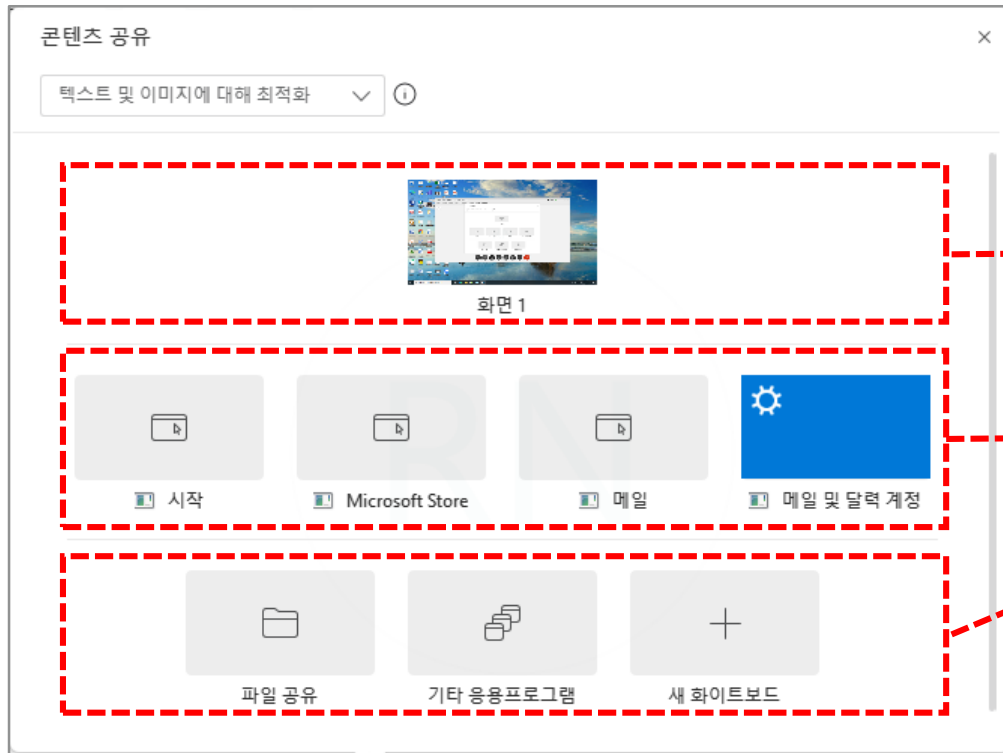 콘텐츠 공유
텍스트 및 이미지에 대해 최적화
화면 1
시작
Microsoft Store
메일
메일 및 달력 계정
파일 공유
기타 응용프로그램
새 화이트보드